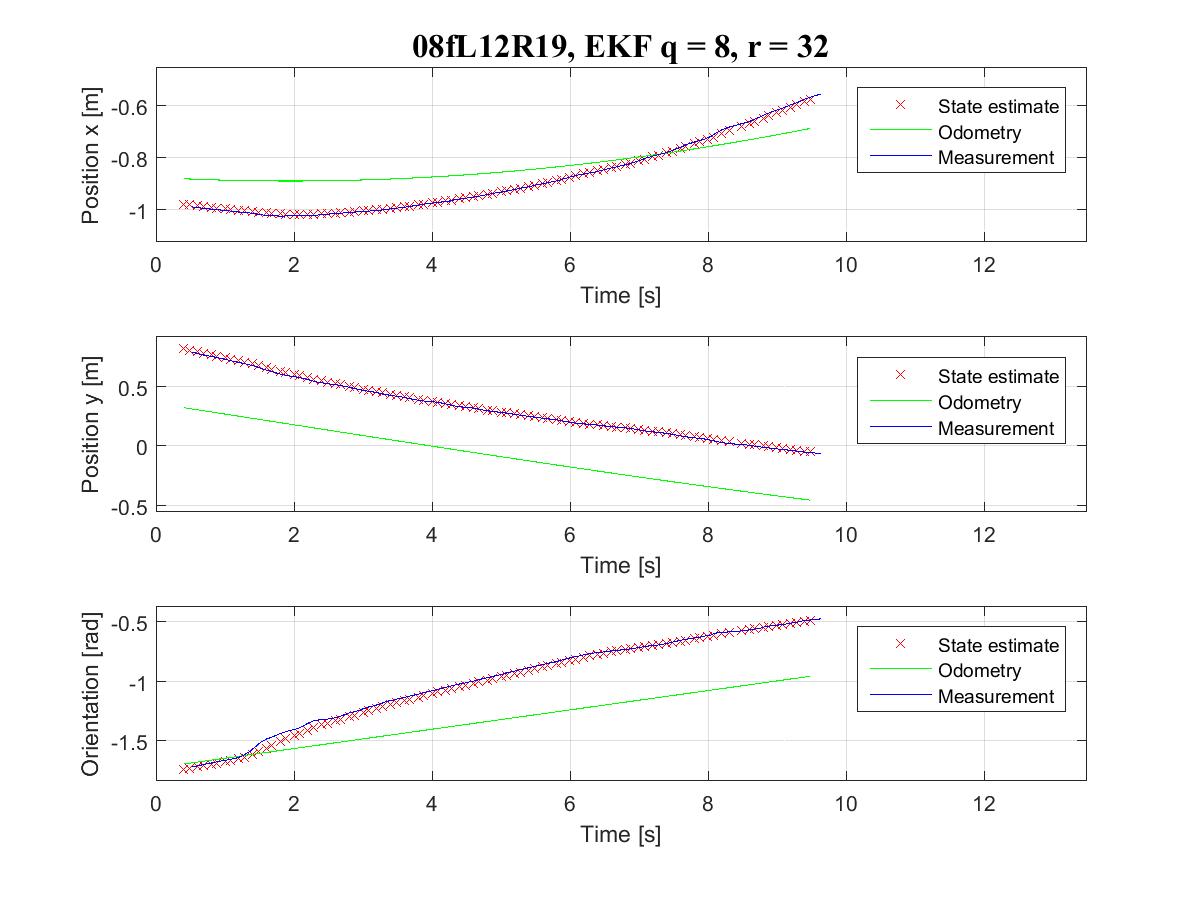 08fL12R19, EKF q = 8, r = 32
Position x [m]
-0.6
-0.8
-1
State estimate
Odometry
Measurement
0 2 4 6 8 10 12
Time [s]
Position y [m]
0.5
0
-0.5
State estimate
Odometry
Measurement
0 2 4 6 8 10 12
Time [s]
Orientation [rad]
-0.5
-1
-1.5
State estimate
Odometry
Measurement
0 2 4 6 8 10 12
Time [s]